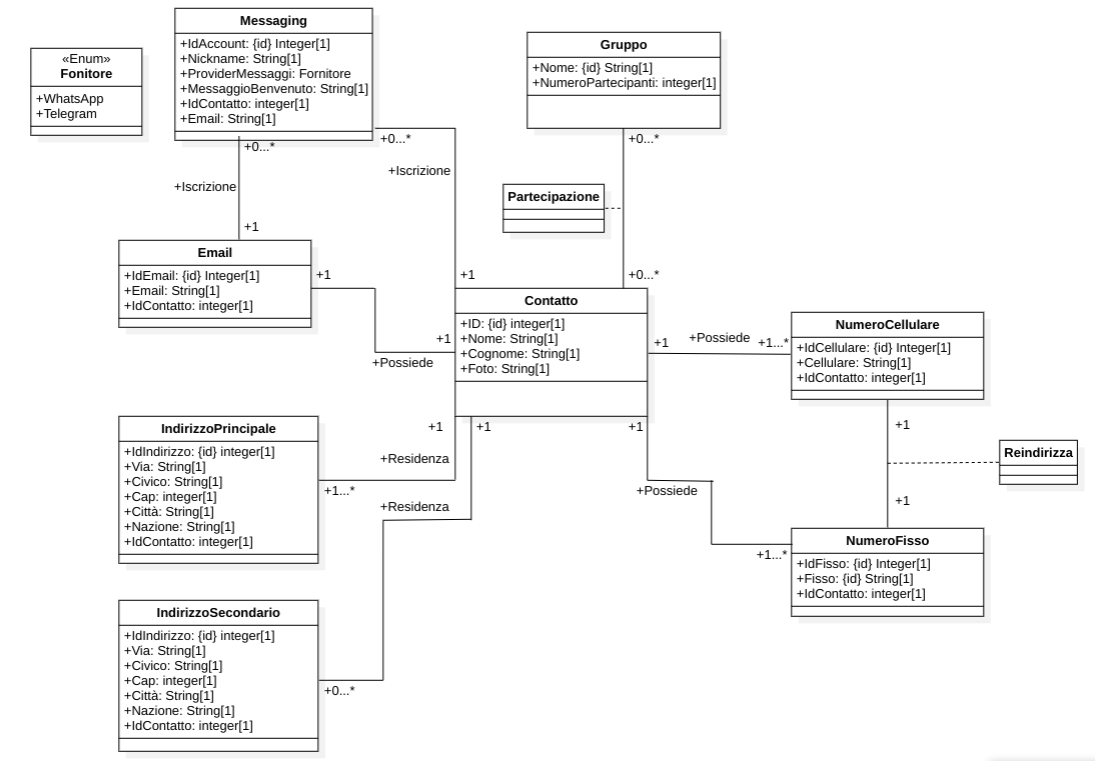 Messaging
+IdAccount: {id} Integer[1]
+Nickname: String[1]
+ProviderMessaggi: Fornitore
+MessaggioBenvenuto: String[1]
+IdContatto: integer[1]
+Email: String[1]
«Enum»
Fonitore
+WhatsApp
+Telegram
Gruppo
+Nome: {id} String[1]
+NumeroPartecipanti: integer[1]
+0...*
+0...*
+0...*
+Iscrizione
+Iscrizione
Partecipazione
+1
+1
+0...*
Email
+IdEmail: {id} Integer[1]
+Email: String[1]
+IdContatto: integer[1]
+1
+1
+Possiede
Contatto
+ID: {id} integer[1]
+Nome: String[1]
+Cognome: String[1]
+Foto: String[1]
+1
+Possiede
+1...*
NumeroCellulare
+IdCellulare: {id} Integer[1]
+Cellulare: String[1]
+IdContatto: integer[1]
+1
Reindirizza
+1
+1
+1
+1
+Residenza
+1...*
+Residenza
+Possiede
+1...*
IndirizzoPrincipale
+IdIndirizzo: {id} integer[1]
+Via: String[1]
+Civico: String[1]
+Cap: integer[1]
+Città: String[1]
+Nazione: String[1]
+IdContatto: integer[1]
NumeroFisso
+IdFisso: {id} Integer[1]
+Fisso: {id} String[1]
+IdContatto: integer[1]
IndirizzoSecondario
+IdIndirizzo: {id} integer[1]
+Via: String[1]
+Civico: String[1]
+Cap: integer[1]
+Città: String[1]
+Nazione: String[1]
+IdContatto: integer[1]
+0...*